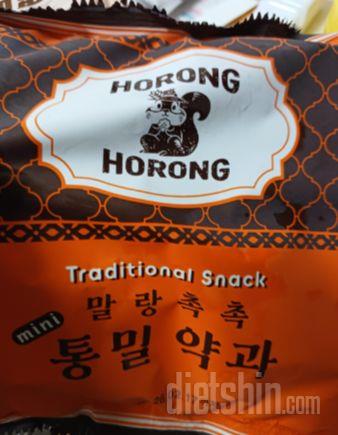 HORONG
HORONG
Traditional Snack
말랑촉촉
mini
통밀 약과
dietshin.com